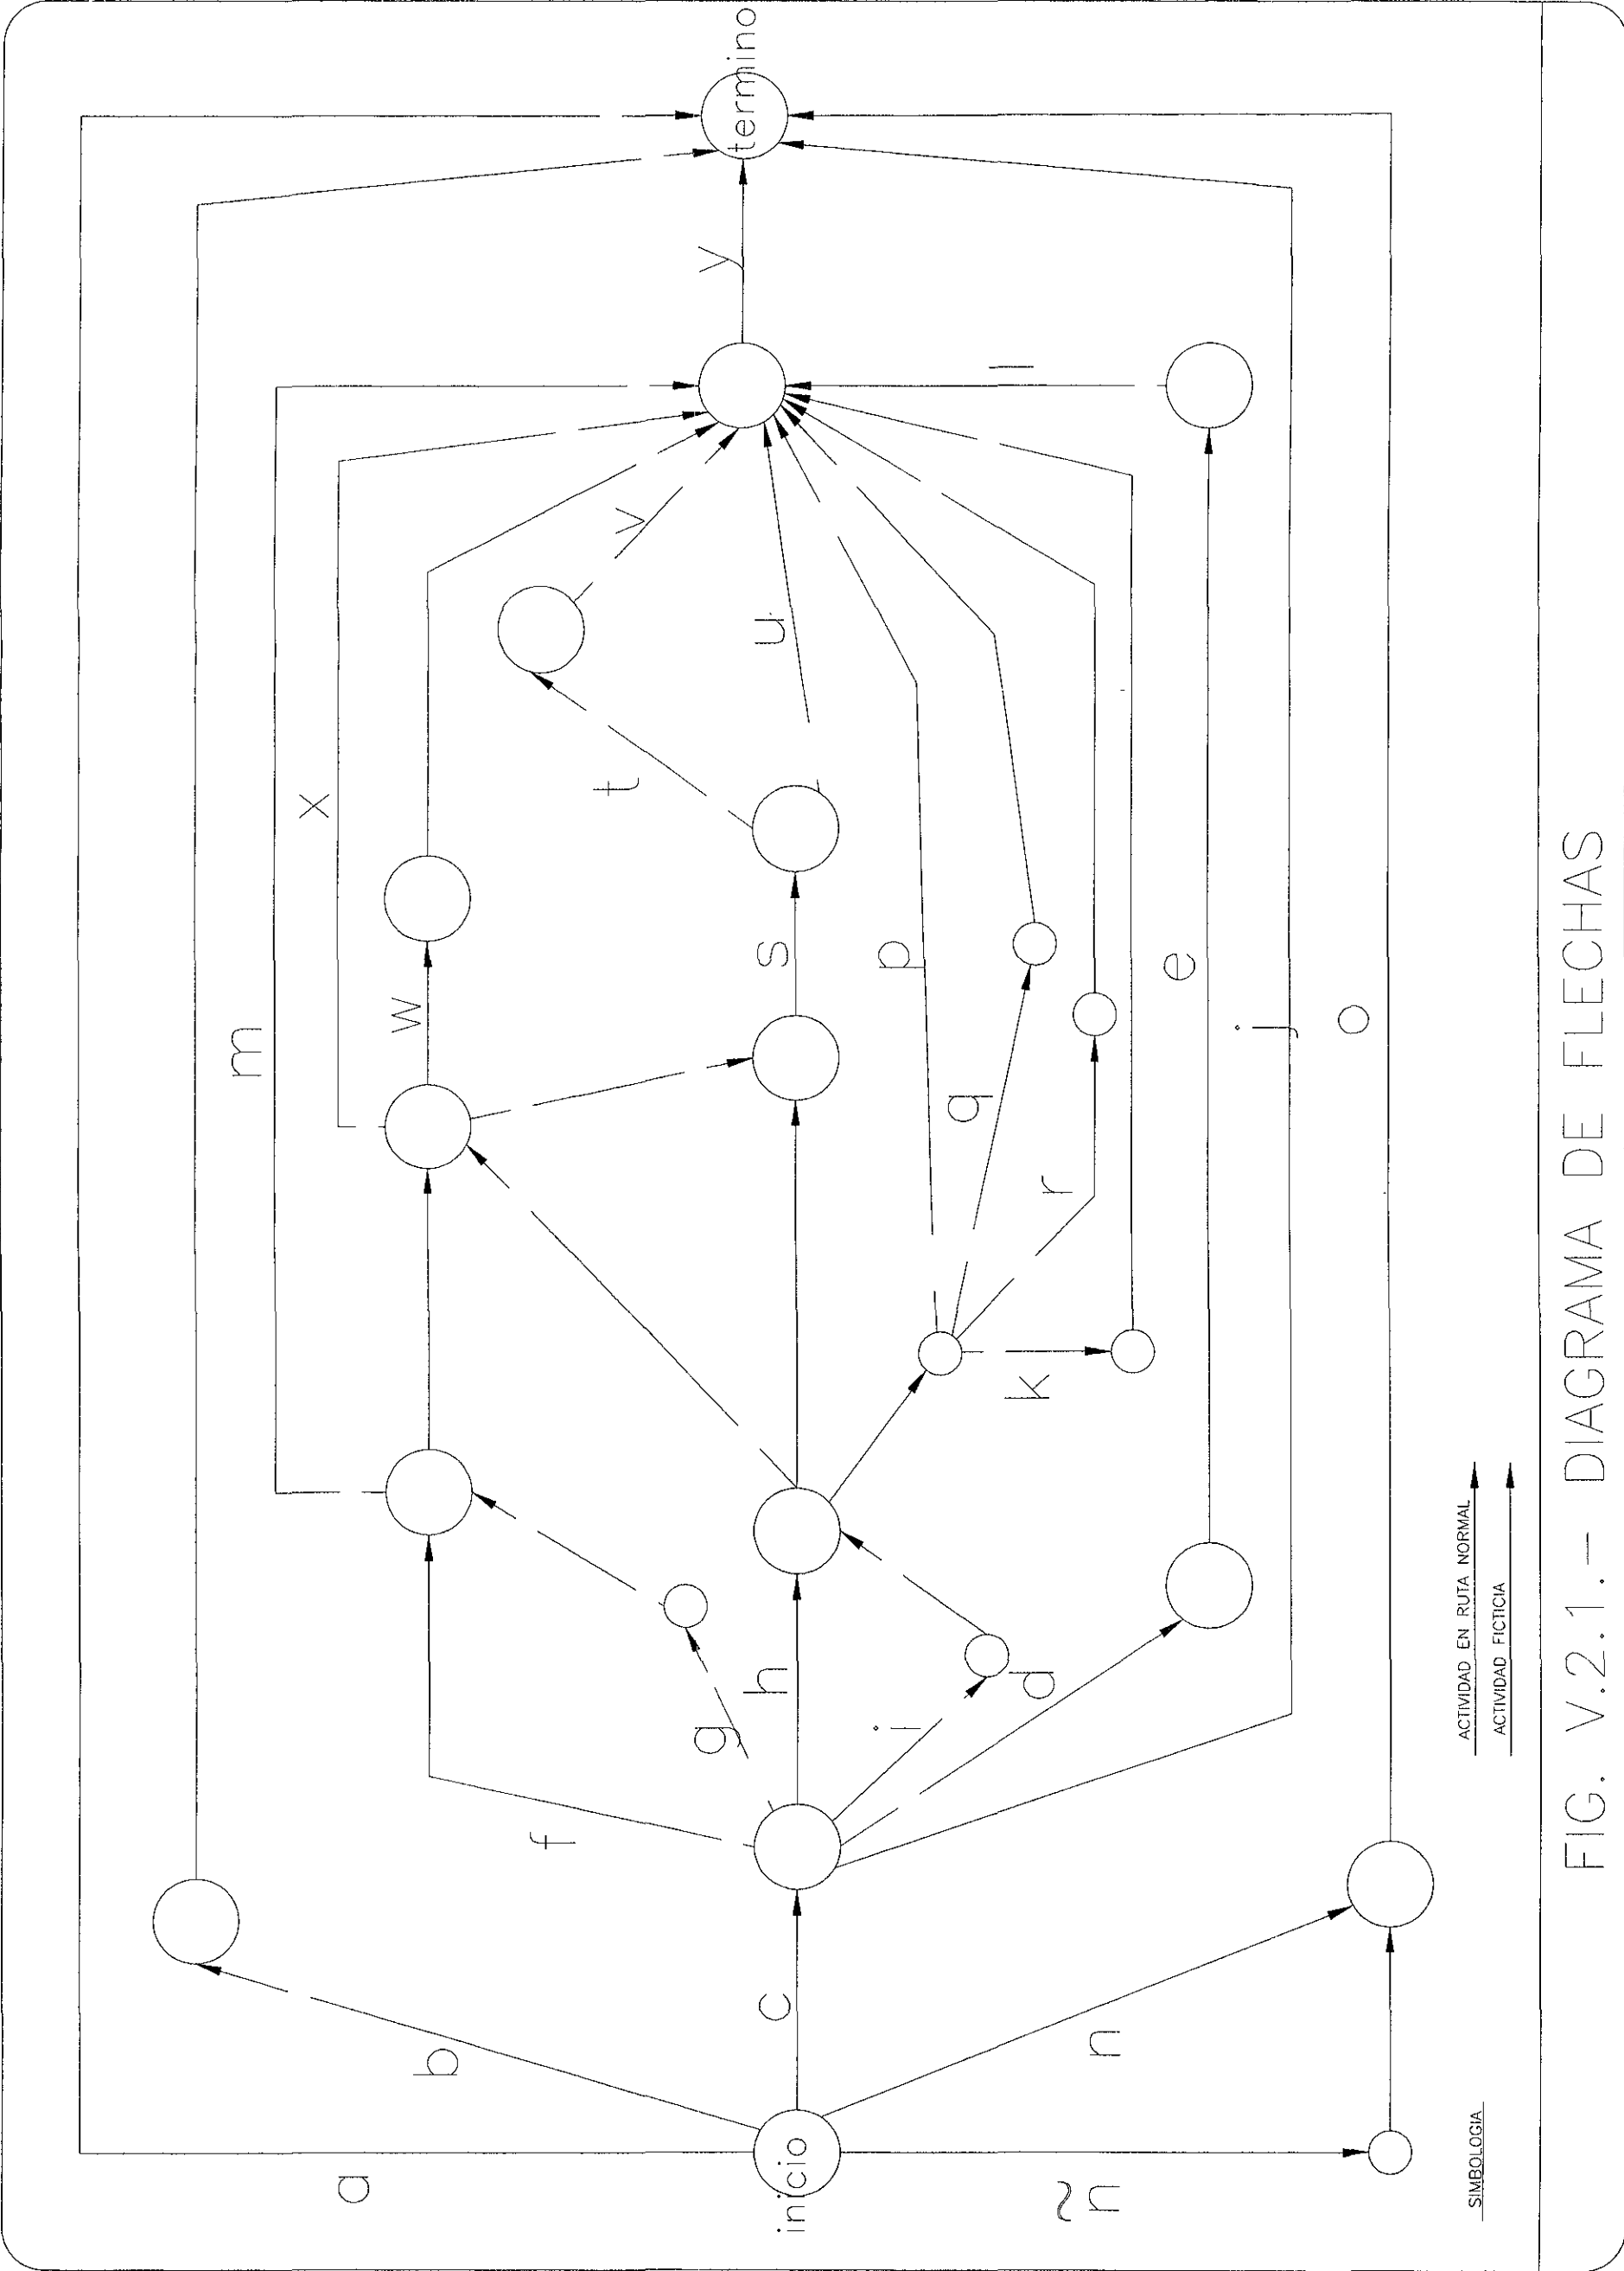 a
b
m
x
f
w
g
t
v
inicio
c
h
s
u
y
termino
i
p
d
q
k
r
l
ñ
n
e
j
o
SIMBOLOGIA
ACTIVIDAD EN RUTA NORMAL
ACTIVIDAD FICTICIA
FIG. V.2.1.- DIAGRAMA DE FLECHAS